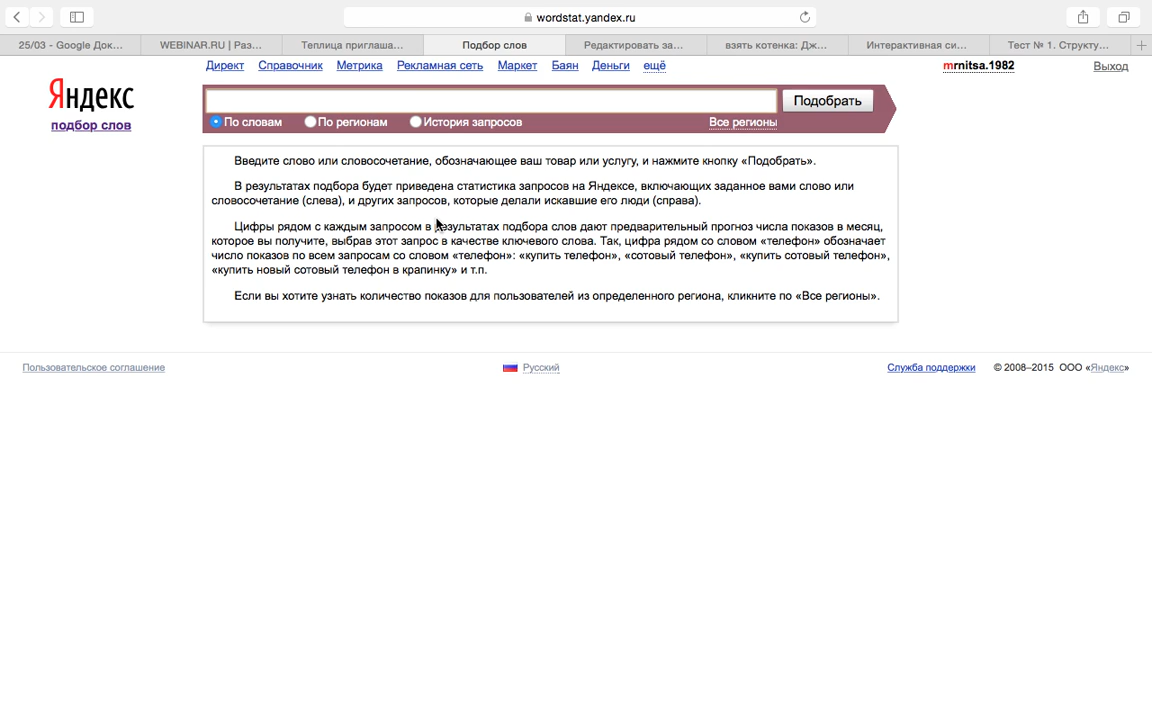 wordstat.yandex.ru
25/03 - Google Док... WEBINAR.RU | Раз... Теплица приглаша... Подбор слов Редактировать за... взять котенка: Дж... Интерактивная си... Тест № 1. Структу...
Директ Справочник Метрика Рекламная сеть Маркет Баян Деньги ещё mrnitsa.1982 Выход
Яндекс
подбор слов
Подобрать
По словам По регионам История запросов Все регионы
Введите слово или словосочетание, обозначающее ваш товар или услугу, и нажмите кнопку «Подобрать».
В результатах подбора будет приведена статистика запросов на Яндексе, включающих заданное вами слово или
словосочетание (слева), и других запросов, которые делали искавшие его люди (справа).
Цифры рядом с каждым запросом в результатах подбора слов дают предварительный прогноз числа показов в месяц,
которое вы получите, выбрав этот запрос в качестве ключевого слова. Так, цифра рядом со словом «телефон» обозначает
число показов по всем запросам со словом «телефон»: «купить телефон», «сотовый телефон», «купить сотовый телефон»,
«купить новый сотовый телефон в крапинку» и т.п.
Если вы хотите узнать количество показов для пользователей из определенного региона, кликните по «Все регионы».
Пользовательское соглашение Русский Служба поддержки © 2008–2015 ООО «Яндекс»